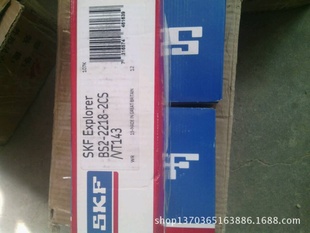 SKF Explorer
BS2-2218-2CS
/VT143
SKF
shop1370365163886.1688.com